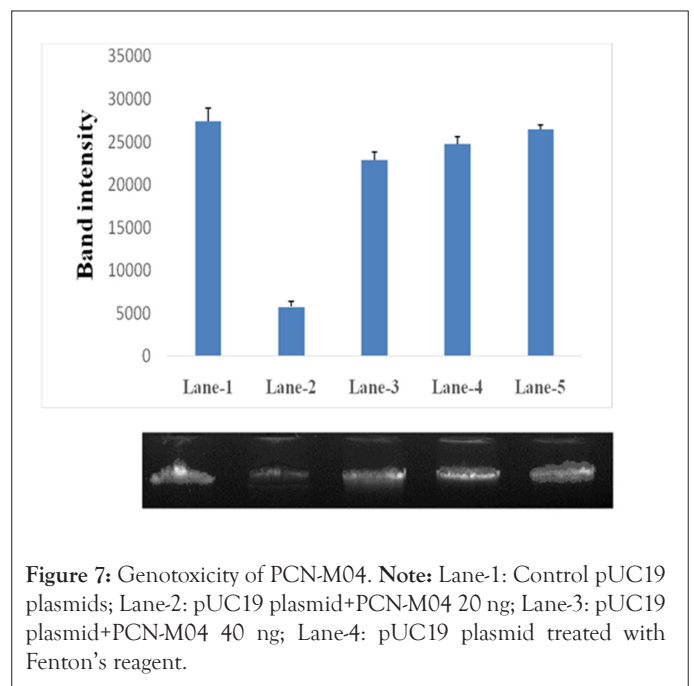 35000
30000
25000
20000
15000
10000
5000
0
Band intensity
Lane-1 Lane-2 Lane-3 Lane-4 Lane-5
Figure 7: Genotoxicity of PCN-M04. Note: Lane-1: Control pUC19
plasmids; Lane-2: pUC19 plasmid+PCN-M04 20 ng; Lane-3: pUC19
plasmid+PCN-M04 40 ng; Lane-4: pUC19 plasmid treated with
Fenton’s reagent.